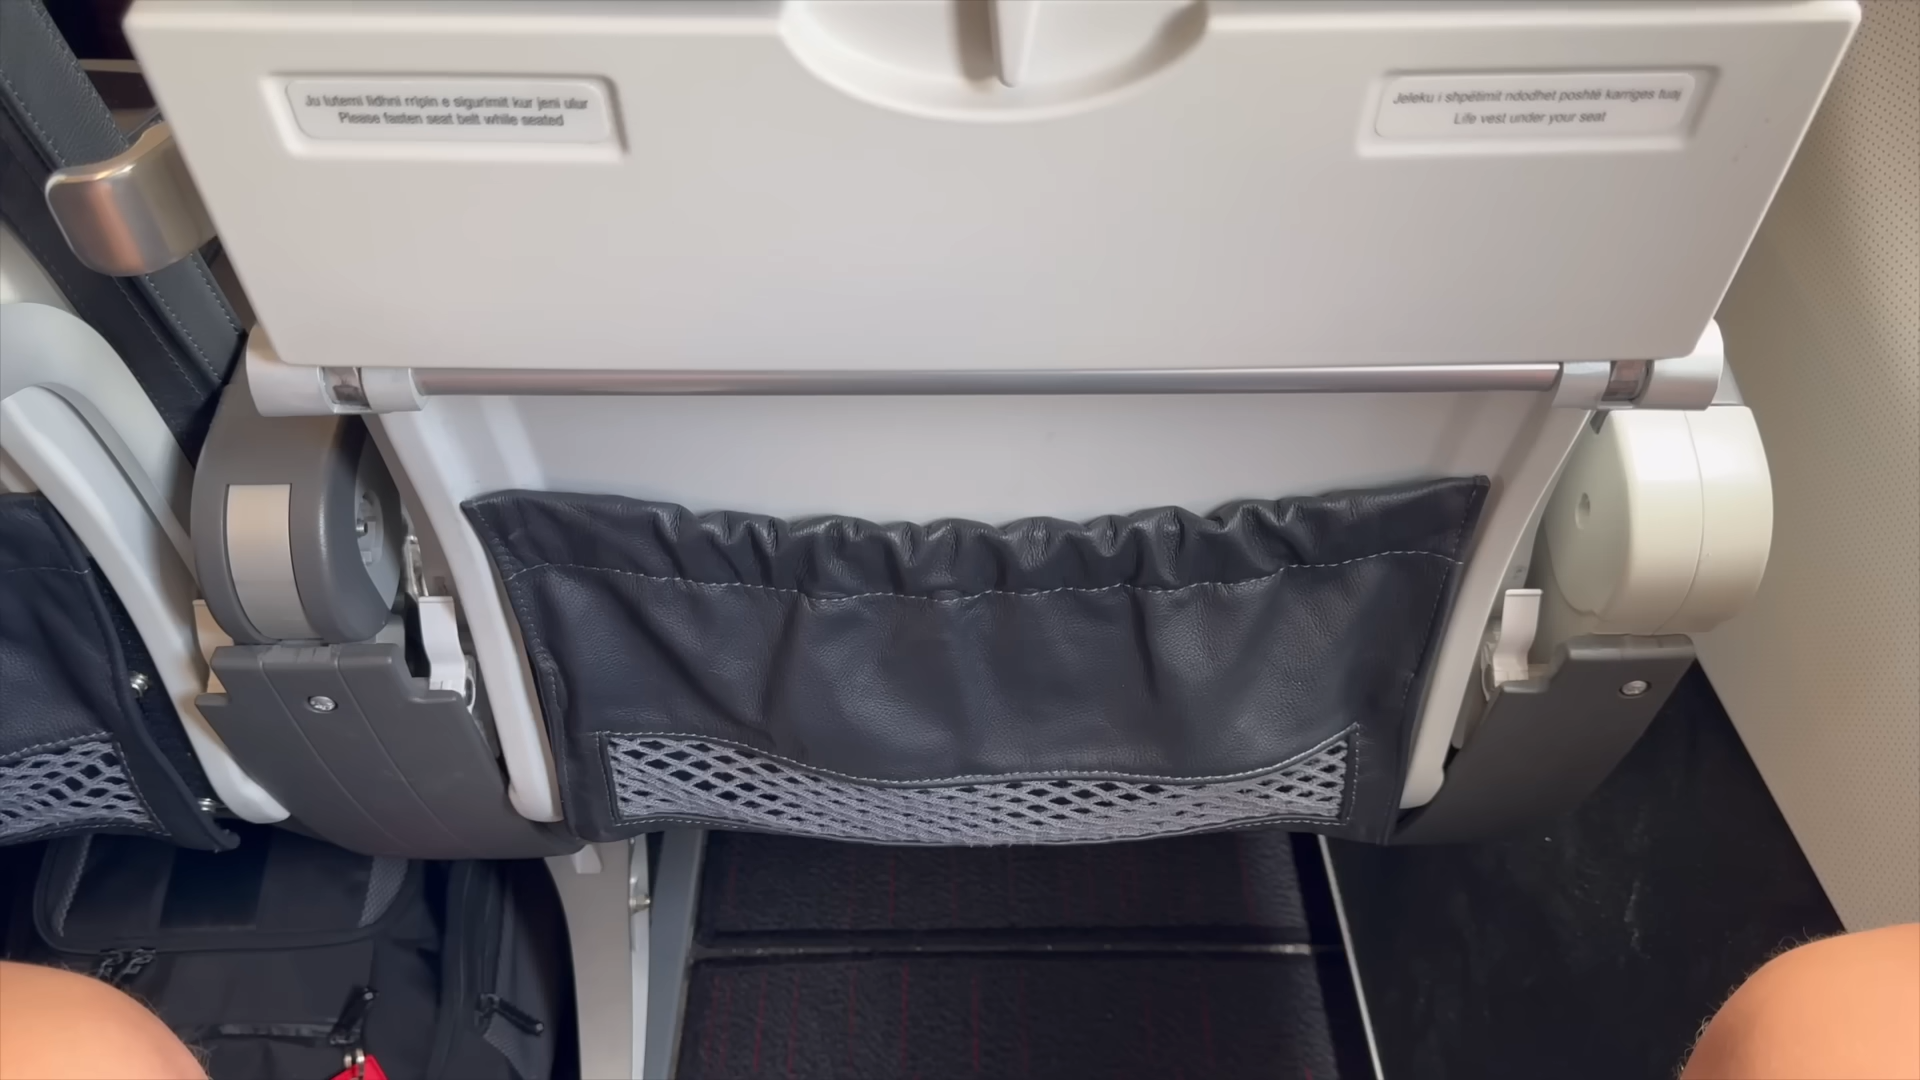 Ju lutemi lidhni rripin e sigurimit kur jeni ulur
Please fasten seat belt while seated
Jeleku i shpëtimit ndodhet poshtë karriges tuaj
Life vest under your seat